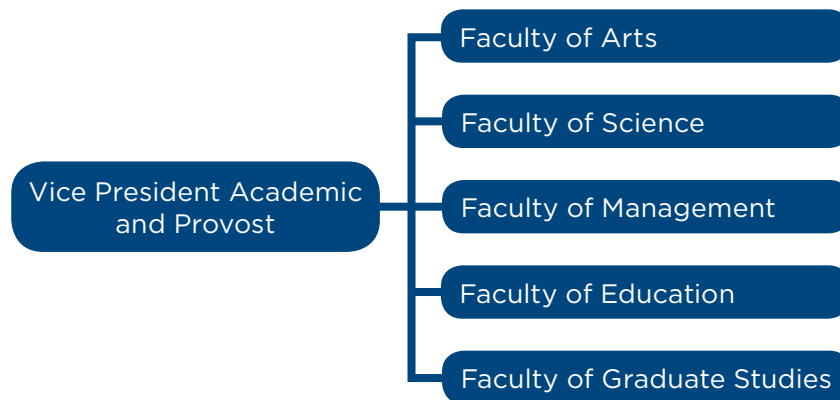 Faculty of Arts
Faculty of Science
Vice President Academic
and Provost
Faculty of Management
Faculty of Education
Faculty of Graduate Studies